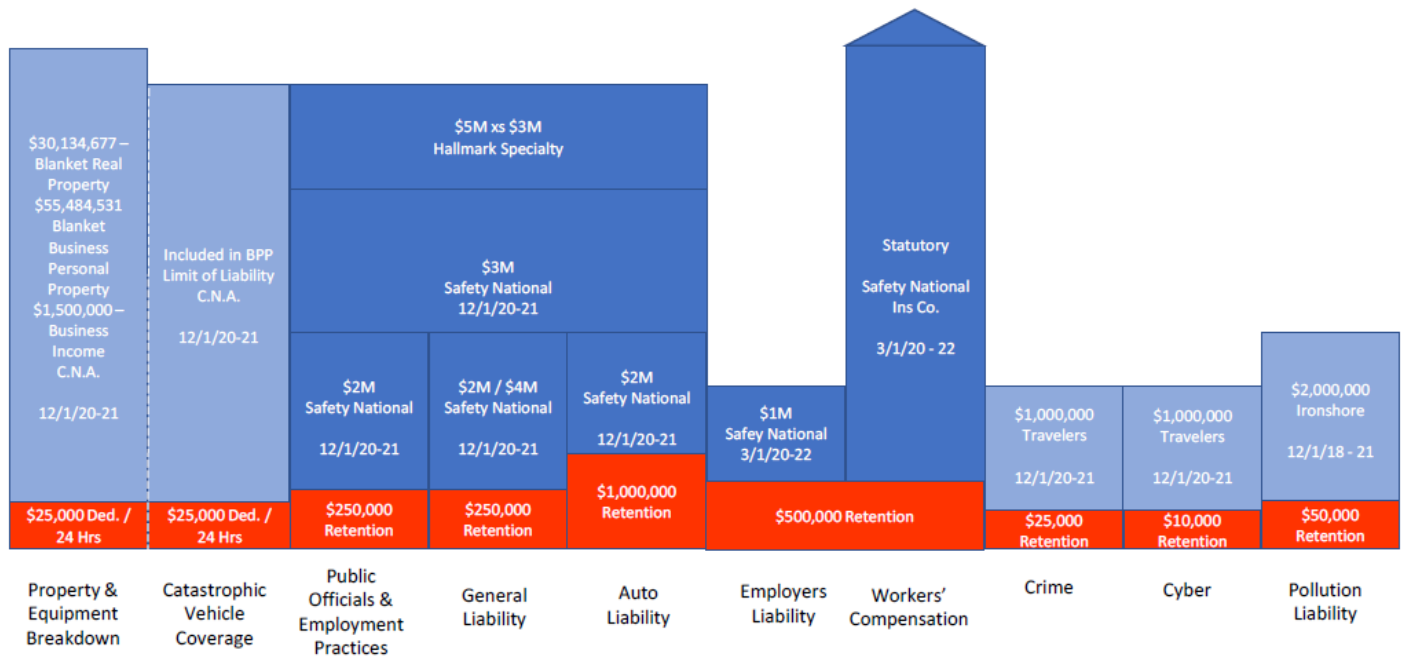 $30,134,677 –
Blanket Real
Property
$55,484,531
Blanket
Business
Personal
Property
$1,500,000 –
Business
Income
C.N.A.
12/1/20-21
$25,000 Ded. /
24 Hrs
Property &
Equipment
Breakdown
Included in BPP
Limit of Liability
C.N.A.
12/1/20-21
$25,000 Ded. /
24 Hrs
Catastrophic
Vehicle
Coverage
$5M xs $3M
Hallmark Specialty
$3M
Safety National
12/1/20-21
$2M
Safety National
12/1/20-21
$250,000
Retention
Public
Officials &
Employment
Practices
$2M / $4M
Safety National
12/1/20-21
$250,000
Retention
General
Liability
$2M
Safety National
12/1/20-21
$1,000,000
Retention
Auto
Liability
$1M
Safey National
3/1/20-22
Statutory
Safety National
Ins Co.
3/1/20 - 22
$500,000 Retention
Employers
Liability
Workers’
Compensation
$1,000,000
Travelers
12/1/20-21
$25,000
Retention
Crime
$1,000,000
Travelers
12/1/20-21
$10,000
Retention
Cyber
$2,000,000
Ironshore
12/1/18 - 21
$50,000
Retention
Pollution
Liability